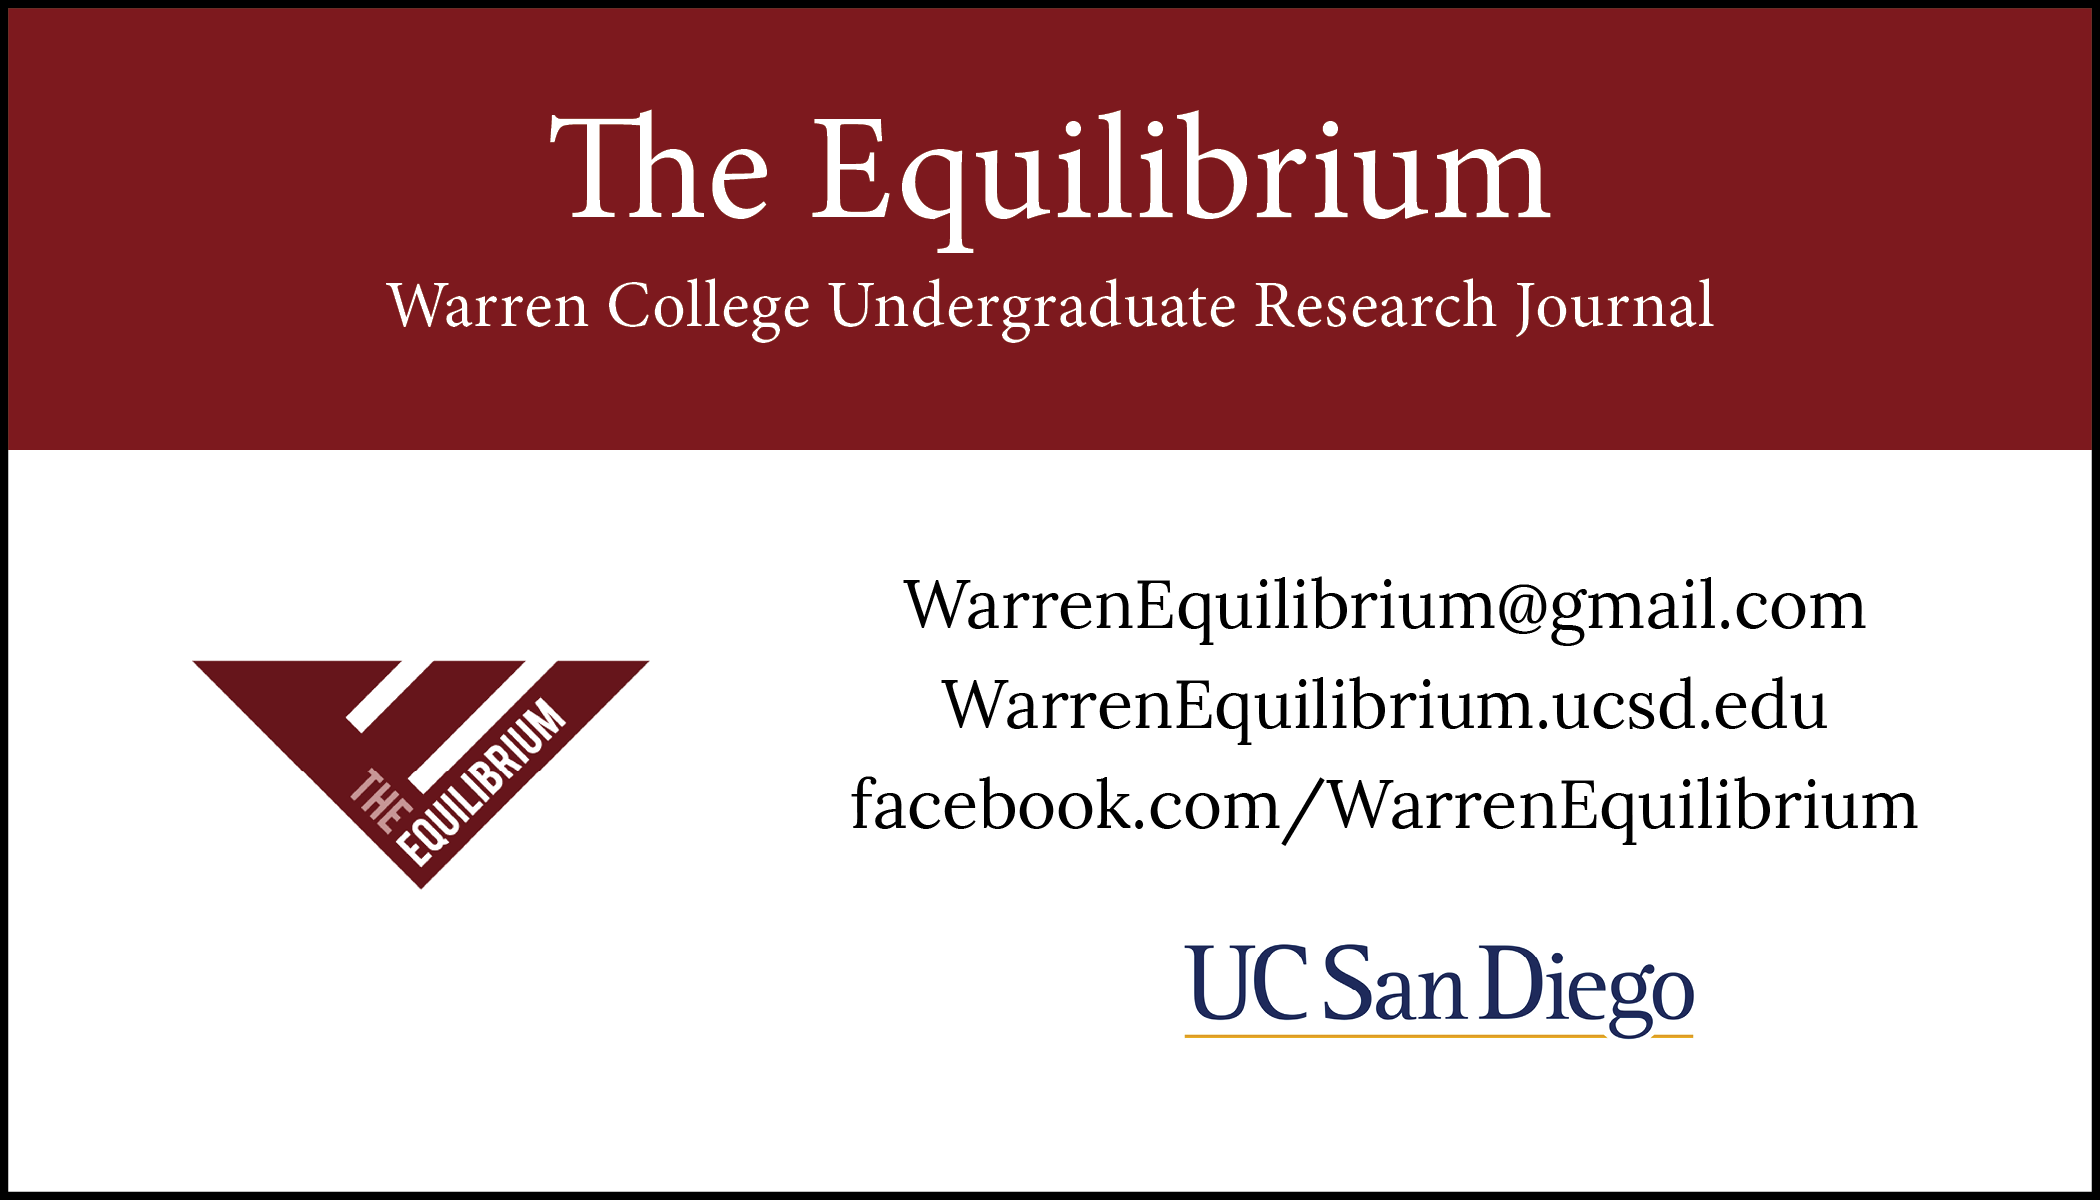 The Equilibrium
Warren College Undergraduate Research Journal
THE
EQUILIBRIUM
WarrenEquilibrium@gmail.com
WarrenEquilibrium.ucsd.edu
facebook.com/WarrenEquilibrium
UC San Diego